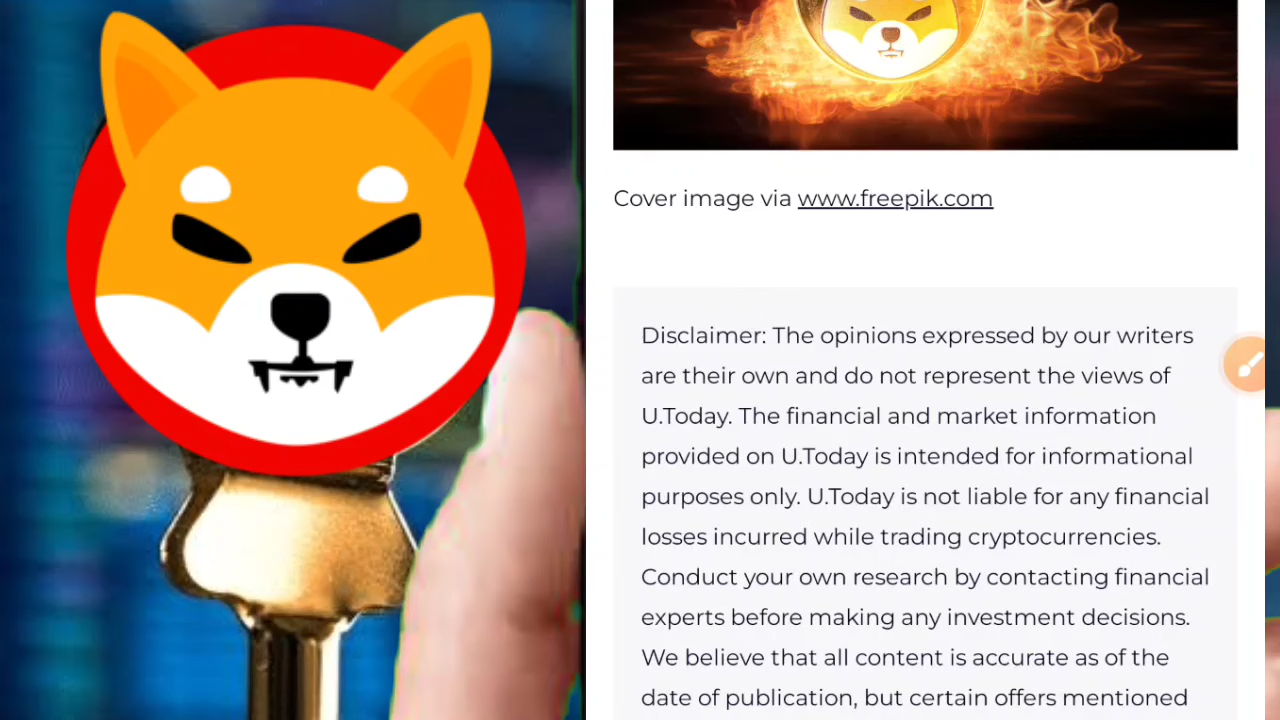 Cover image via www.freepik.com
Disclaimer: The opinions expressed by our writers
are their own and do not represent the views of
U.Today. The financial and market information
provided on U.Today is intended for informational
purposes only. U.Today is not liable for any financial
losses incurred while trading cryptocurrencies.
Conduct your own research by contacting financial
experts before making any investment decisions.
We believe that all content is accurate as of the
date of publication, but certain offers mentioned